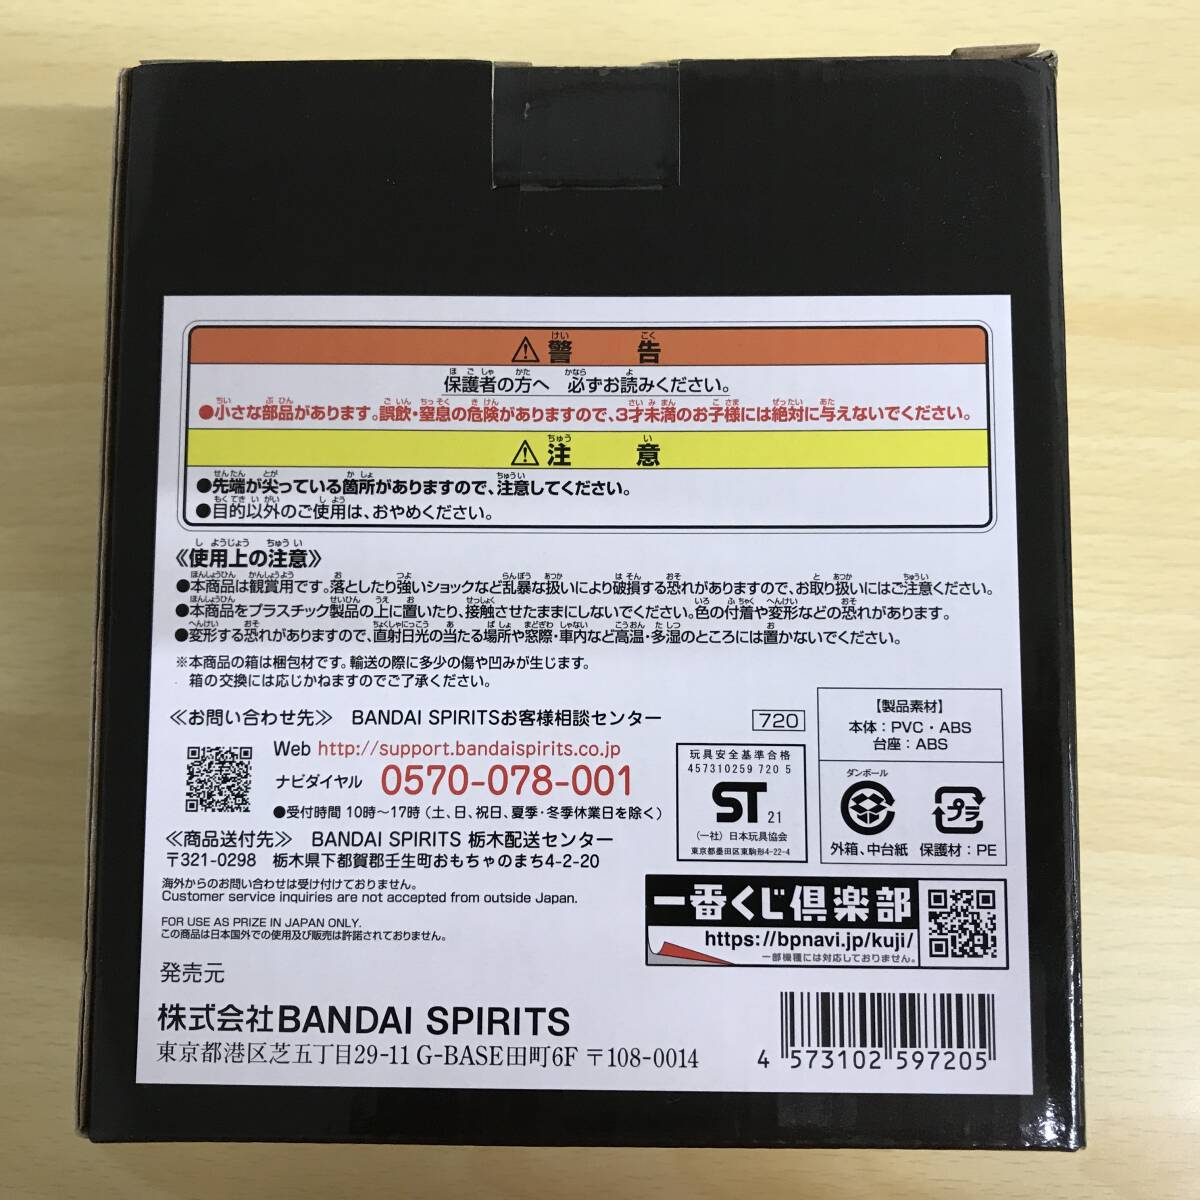 ⚠警告
保護者の方へ 必ずお読みください。
●小さな部品があります。誤飲・窒息の危険がありますので、3才未満のお子様には絶対に与えないでください。
⚠注意
●先端が尖っている箇所がありますので、注意してください。
●目的以外のご使用は、おやめください。
《使用上の注意》
●本商品は観賞用です。落としたり強いショックなど乱暴な扱いにより破損する恐れがありますので、お取り扱いにはご注意ください。
●本商品をプラスチック製品の上に置いたり、接触させたままにしないでください。色の付着や変形などの恐れがあります。
●変形する恐れがありますので、直射日光の当たる場所や窓際・車内など高温・多湿のところには置かないでください。
※本商品の箱は梱包材です。輸送の際に多少の傷や凹みが生じます。
箱の交換には応じかねますのでご了承ください。
≪お問い合わせ先≫ BANDAI SPIRITSお客様相談センター
Web http://support.bandaispirits.co.jp
ナビダイヤル 0570-078-001
●受付時間 10時~17時(土、日、祝日、夏季・冬季休業日を除く)
≪商品送付先≫ BANDAI SPIRITS 栃木配送センター
〒321-0298 栃木県下都賀郡壬生町おもちゃのまち4-2-20
海外からのお問い合わせは受け付けておりません。
Customer service inquiries are not accepted from outside Japan.
FOR USE AS PRIZE IN JAPAN ONLY.
この商品は日本国外での使用及び販売は許諾されておりません。
720
玩具安全基準合格
457310259 720 5
ST 21
(一社)日本玩具協会
東京都墨田区東駒形4-22-4
【製品素材】
本体:PVC・ABS
台座:ABS
ダンボール
外箱、中台紙
プラ
保護材:PE
一番くじ倶楽部
https://bpnavi.jp/kuji/
一部機種には対応しておりません。
発売元
株式会社BANDAI SPIRITS
東京都港区芝五丁目29-11 G-BASE田町6F 〒108-0014
4 573102 597205